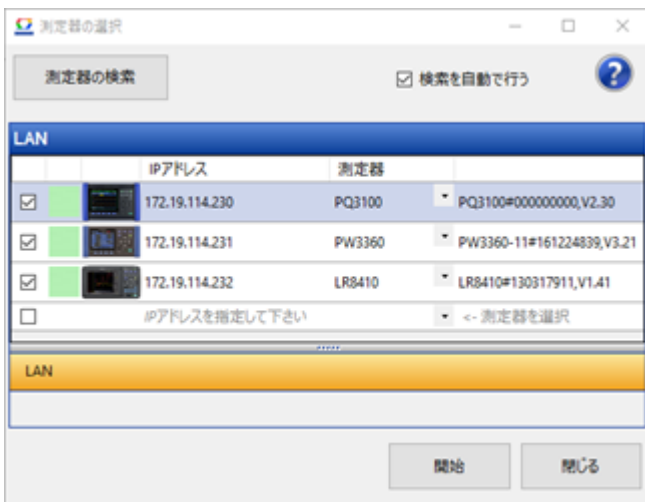 測定器の選択
測定器の検索
検索を自動で行う
?
LAN
IPアドレス 測定器
172.19.114.230 PQ3100 PQ3100#000000000,V2.30
172.19.114.231 PW3360 PW3360-11#161224839,V3.21
172.19.114.232 LR8410 LR8410#130317911,V1.41
IPアドレスを指定して下さい <- 測定器を選択
LAN
開始 閉じる